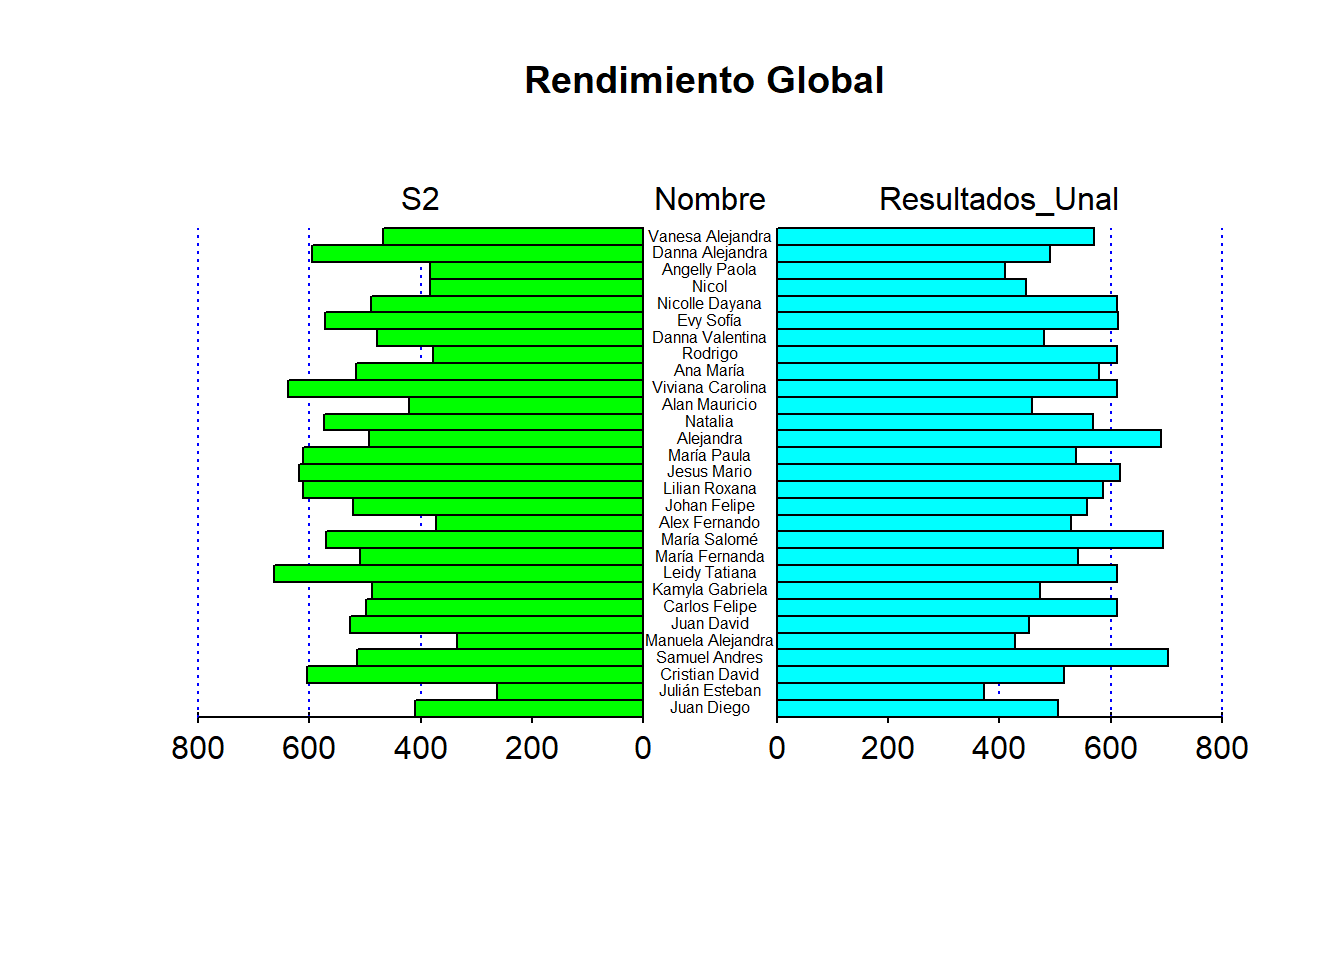 Rendimiento Global
S2 Nombre Resultados_Unal
Vanesa Alejandra
Danna Alejandra
Angelly Paola
Nicol
Nicolle Dayana
Evy Sofía
Danna Valentina
Rodrigo
Ana María
Viviana Carolina
Alan Mauricio
Natalia
Alejandra
María Paula
Jesus Mario
Lilian Roxana
Johan Felipe
Alex Fernando
María Salomé
María Fernanda
Leidy Tatiana
Kamyla Gabriela
Carlos Felipe
Juan David
Manuela Alejandra
Samuel Andres
Cristian David
Julián Esteban
Juan Diego
800 600 400 200 0 0 200 400 600 800